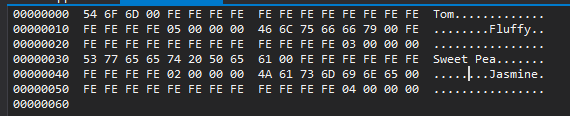 00000000 54 6F 6D 00 FE FE FE FE FE FE FE FE FE FE FE FE Tom.............
00000010 FE FE FE FE 05 00 00 00 46 6C 75 66 66 79 00 FE ........Fluffy..
00000020 FE FE FE FE FE FE FE FE FE FE FE FE 03 00 00 00 ................
00000030 53 77 65 65 74 20 50 65 61 00 FE FE FE FE FE FE Sweet Pea.......
00000040 FE FE FE FE 02 00 00 00 4A 61 73 6D 69 6E 65 00 ........Jasmine.
00000050 FE FE FE FE FE FE FE FE FE FE FE FE 04 00 00 00 ................
00000060